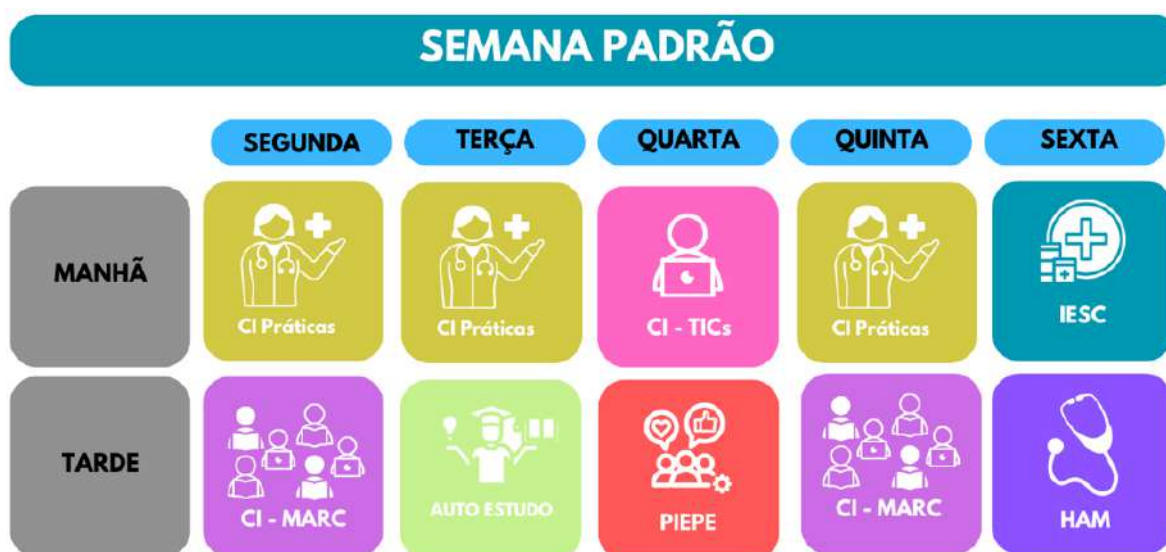 SEMANA PADRÃO
SEGUNDA TERÇA QUARTA QUINTA SEXTA
MANHÃ
CI Práticas CI Práticas CI - TICs CI Práticas IESC
TARDE
CI - MARC AUTO ESTUDO PIEPE CI - MARC HAM